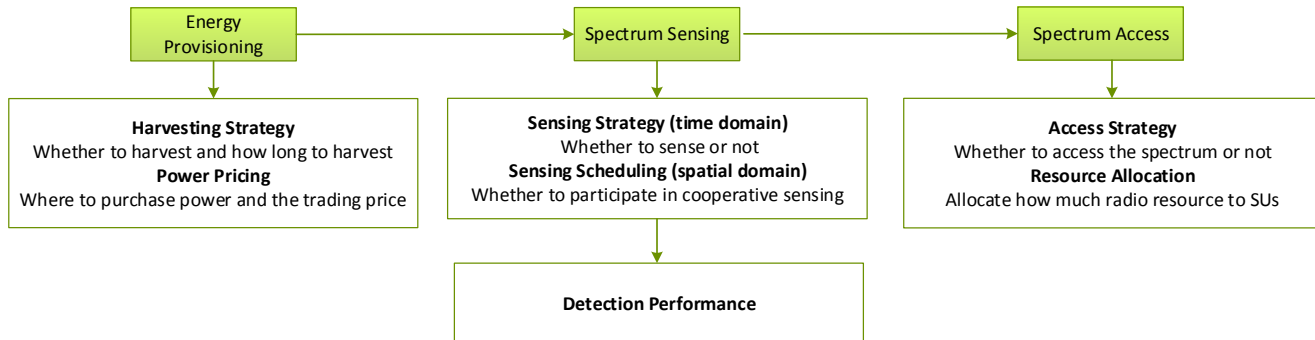 Energy
Provisioning
Spectrum Sensing
Spectrum Access
Harvesting Strategy
Whether to harvest and how long to harvest
Power Pricing
Where to purchase power and the trading price
Sensing Strategy (time domain)
Whether to sense or not
Sensing Scheduling (spatial domain)
Whether to participate in cooperative sensing
Access Strategy
Whether to access the spectrum or not
Resource Allocation
Allocate how much radio resource to SUs
Detection Performance